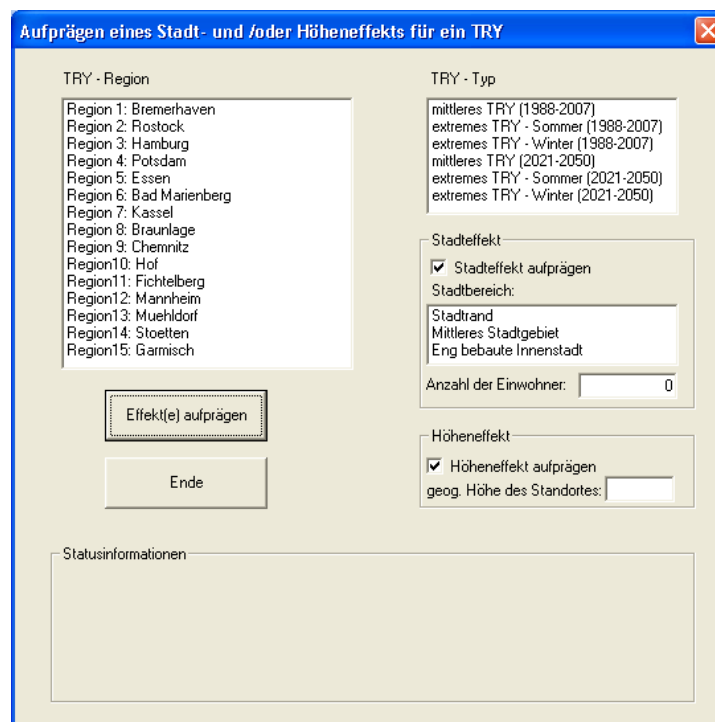 Aufprägen eines Stadt- und /oder Höheneffekts für ein TRY
TRY - Region
Region 1: Bremerhaven
Region 2: Rostock
Region 3: Hamburg
Region 4: Potsdam
Region 5: Essen
Region 6: Bad Marienberg
Region 7: Kassel
Region 8: Braunlage
Region 9: Chemnitz
Region10: Hof
Region11: Fichtelberg
Region12: Mannheim
Region13: Muehldorf
Region14: Stoetten
Region15: Garmisch
Effekt(e) aufprägen
Ende
TRY - Typ
mittleres TRY (1988-2007)
extremes TRY - Sommer (1988-2007)
extremes TRY - Winter (1988-2007)
mittleres TRY (2021-2050)
extremes TRY - Sommer (2021-2050)
extremes TRY - Winter (2021-2050)
Stadteffekt
Stadteffekt aufprägen
Stadtbereich:
Stadtrand
Mittleres Stadtgebiet
Eng bebaute Innenstadt
Anzahl der Einwohner: 0
Höheneffekt
Höheneffekt aufprägen
geog. Höhe des Standortes:
Statusinformationen